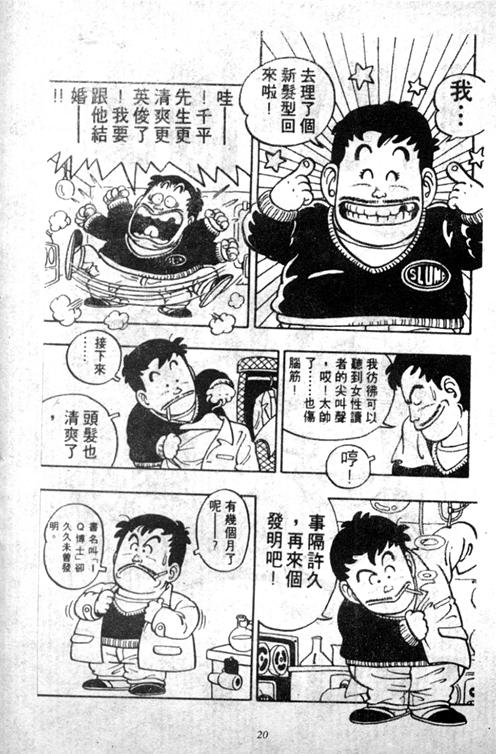 我…
去理了個
新髮型回
來啦！
SLUMP
哇——
！千平
先生更
清爽更
英俊了
！我要
跟他結
婚——
！！
我彷彿可以
聽到女性讀
者的尖叫聲
，哎！太帥
了……也傷
腦筋！
哼！
接下來
……
頭髮也
清爽了
，
事隔許久
，再來個
發明吧！
有幾個月了
呢——？
書名叫「I
Q博士」卻
久久未曾發
明。
20